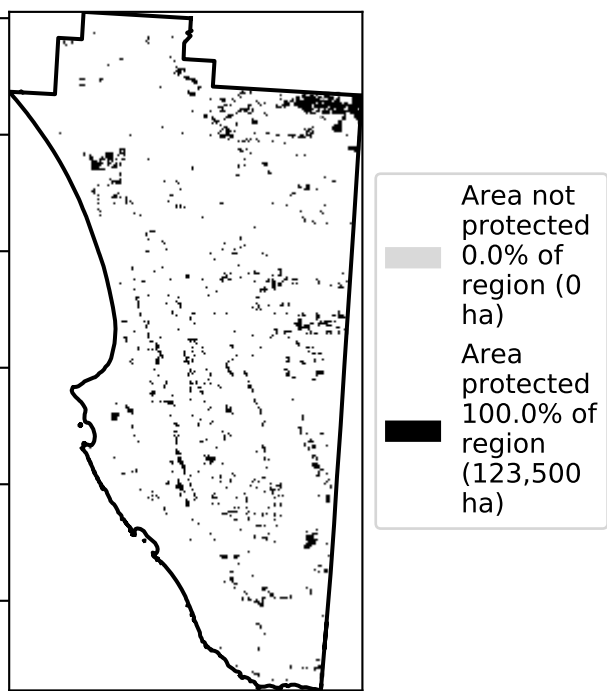 Area not
protected
0.0% of
region (0
ha)
Area
protected
100.0% of
region
(123,500
ha)